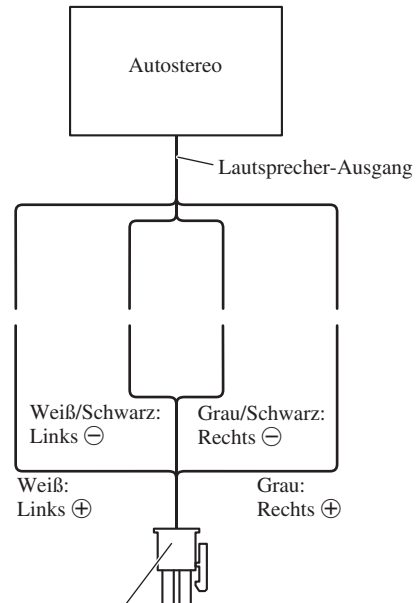 Autostereo
Lautsprecher-Ausgang
Weiß/Schwarz:
Links ⊖
Grau/Schwarz:
Rechts ⊖
Weiß:
Links ⊕
Grau:
Rechts ⊕